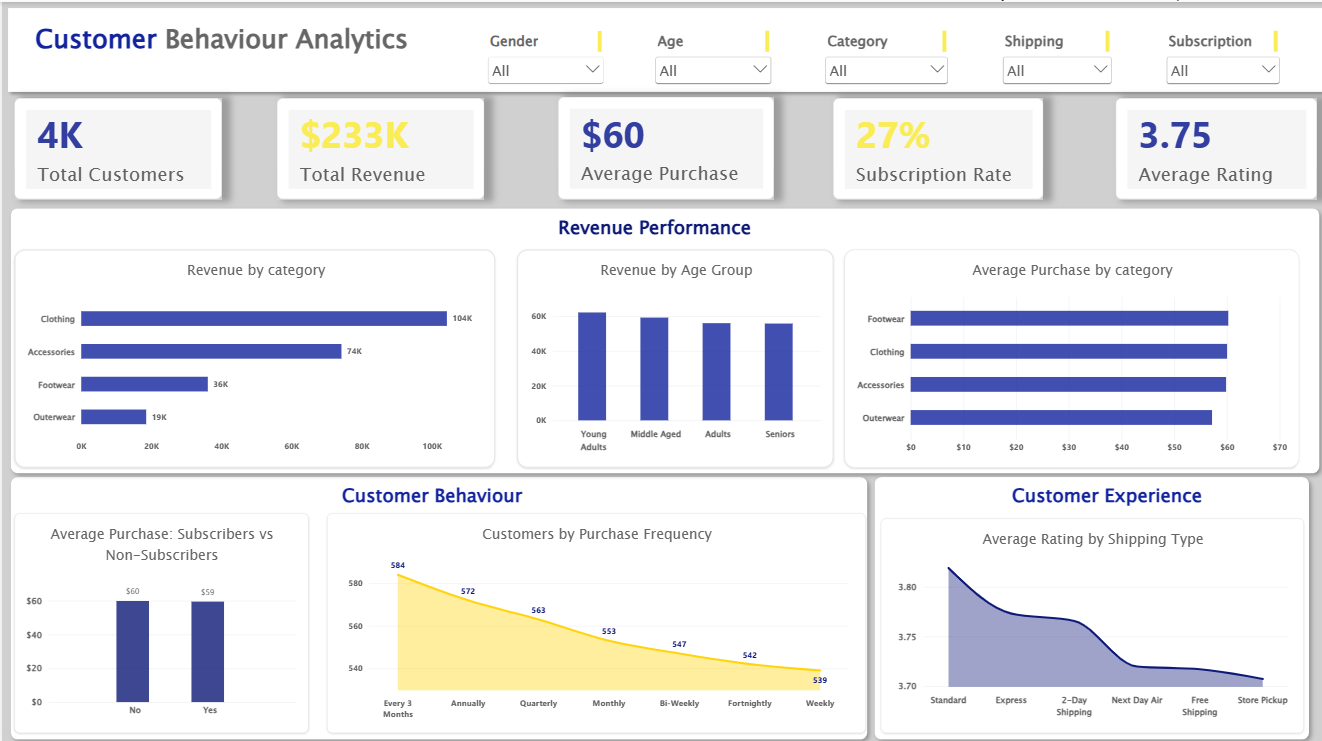 Customer Behaviour Analytics
Gender
Age
Category
Shipping
Subscription
All
All
All
All
All
4K
Total Customers
$233K
Total Revenue
$60
Average Purchase
27%
Subscription Rate
3.75
Average Rating
Revenue Performance
Revenue by category
Clothing
104K
Accessories
74K
Footwear
36K
Outerwear
19K
0K 20K 40K 60K 80K 100K
Revenue by Age Group
60K
40K
20K
0K
Young Adults
Middle Aged
Adults
Seniors
Average Purchase by category
Footwear
Clothing
Accessories
Outerwear
$0 $10 $20 $30 $40 $50 $60 $70
Customer Behaviour
Average Purchase: Subscribers vs
Non-Subscribers
$60
$59
$60
$40
$20
$0
No
Yes
Customers by Purchase Frequency
584
572
563
553
547
542
539
580
560
540
Every 3
Months
Annually
Quarterly
Monthly
Bi-Weekly
Fortnightly
Weekly
Customer Experience
Average Rating by Shipping Type
3.80
3.75
3.70
Standard
Express
2-Day
Shipping
Next Day Air
Free
Shipping
Store Pickup